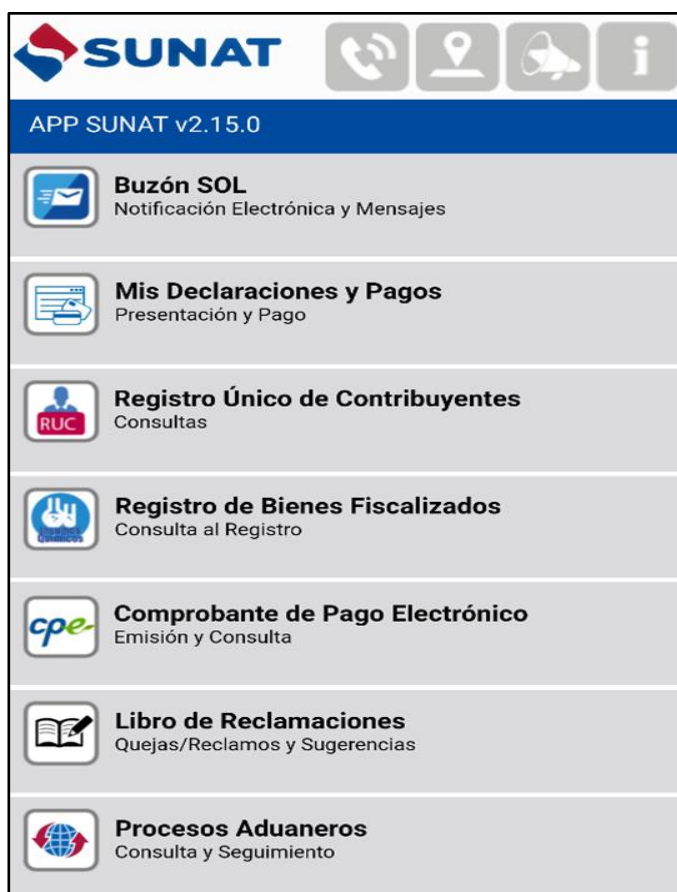 SUNAT
APP SUNAT v2.15.0
Buzón SOL
Notificación Electrónica y Mensajes
Mis Declaraciones y Pagos
Presentación y Pago
RUC
Registro Único de Contribuyentes
Consultas
Insumos
Químicos
Registro de Bienes Fiscalizados
Consulta al Registro
cpe
Comprobante de Pago Electrónico
Emisión y Consulta
Libro de Reclamaciones
Quejas/Reclamos y Sugerencias
Procesos Aduaneros
Consulta y Seguimiento